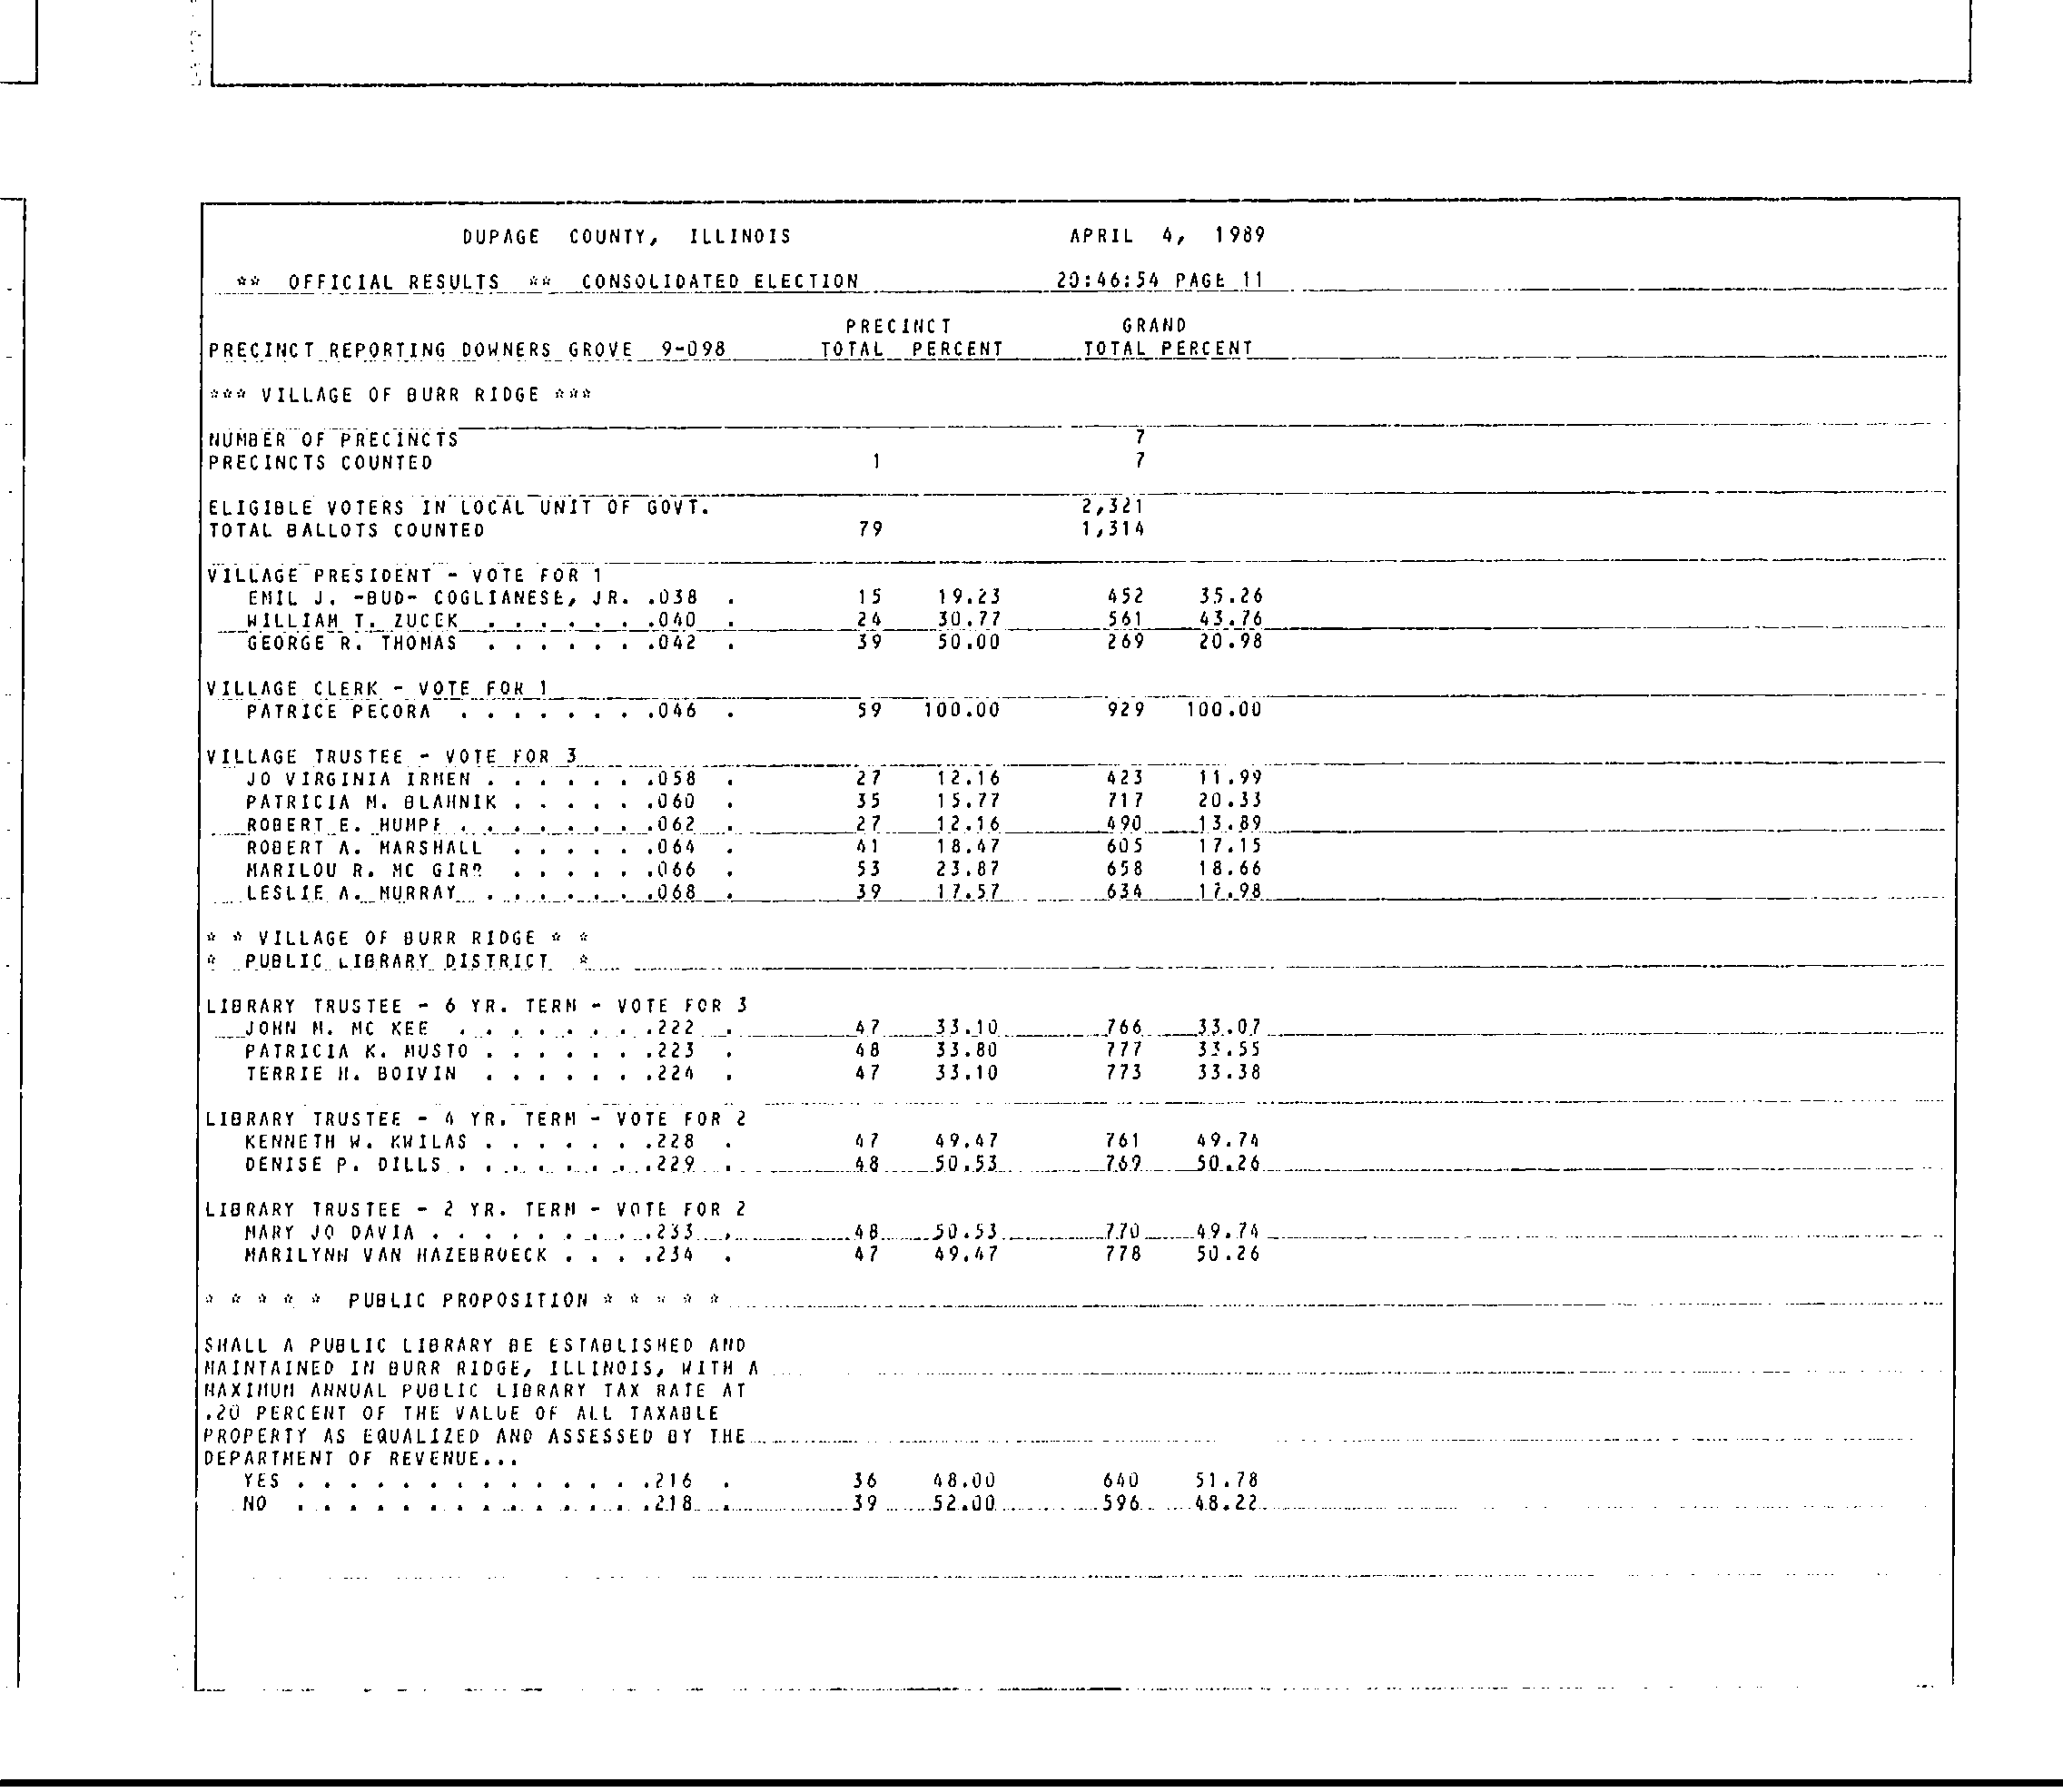 DUPAGE COUNTY, ILLINOIS APRIL 4, 1989
** OFFICIAL RESULTS ** CONSOLIDATED ELECTION 20:46:54 PAGE 11
PRECINCT GRAND
PRECINCT REPORTING DOWNERS GROVE 9-098 TOTAL PERCENT TOTAL PERCENT
*** VILLAGE OF BURR RIDGE ***
NUMBER OF PRECINCTS 7
PRECINCTS COUNTED 1 7
ELIGIBLE VOTERS IN LOCAL UNIT OF GOVT. 2,321
TOTAL BALLOTS COUNTED 79 1,314
VILLAGE PRESIDENT - VOTE FOR 1
EMIL J. -BUD- COGLIANESE, JR. .038 . 15 19.23 452 35.26
WILLIAM T. ZUCEK . . . . . . .040 . 24 30.77 561 43.76
GEORGE R. THOMAS . . . . . . .042 . 39 50.00 269 20.98
VILLAGE CLERK - VOTE FOR 1
PATRICE PECORA . . . . . . . .046 . 59 100.00 929 100.00
VILLAGE TRUSTEE - VOTE FOR 3
JO VIRGINIA IRMEN . . . . . . .058 . 27 12.16 423 11.99
PATRICIA M. BLAHNIK . . . . . .060 . 35 15.77 717 20.33
ROBERT E. HUMPF . . . . . . . .062 . 27 12.16 490 13.89
ROBERT A. MARSHALL . . . . . .064 . 41 18.47 605 17.15
MARILOU R. MC GIRR . . . . . .066 . 53 23.87 658 18.66
LESLIE A. MURRAY . . . . . . .068 . 39 17.57 634 17.98
* * VILLAGE OF BURR RIDGE * *
* PUBLIC LIBRARY DISTRICT *
LIBRARY TRUSTEE - 6 YR. TERM - VOTE FOR 3
JOHN M. MC KEE . . . . . . . .222 . 47 33.10 766 33.07
PATRICIA K. MUSTO . . . . . . .223 . 48 33.80 777 33.55
TERRIE H. BOIVIN . . . . . . .224 . 47 33.10 773 33.38
LIBRARY TRUSTEE - 4 YR. TERM - VOTE FOR 2
KENNETH W. KWILAS . . . . . . .228 . 47 49.47 761 49.74
DENISE P. DILLS . . . . . . . .229 . 48 50.53 769 50.26
LIBRARY TRUSTEE - 2 YR. TERM - VOTE FOR 2
MARY JO DAVIA . . . . . . . . .233 . 48 50.53 770 49.74
MARILYNN VAN HAZEBROECK . . . .234 . 47 49.47 778 50.26
* * * * * PUBLIC PROPOSITION * * * * *
SHALL A PUBLIC LIBRARY BE ESTABLISHED AND
MAINTAINED IN BURR RIDGE, ILLINOIS, WITH A
MAXIMUM ANNUAL PUBLIC LIBRARY TAX RATE AT
.20 PERCENT OF THE VALUE OF ALL TAXABLE
PROPERTY AS EQUALIZED AND ASSESSED BY THE
DEPARTMENT OF REVENUE...
YES . . . . . . . . . . . . . .216 . 36 48.00 640 51.78
NO . . . . . . . . . . . . . .218 . 39 52.00 596 48.22